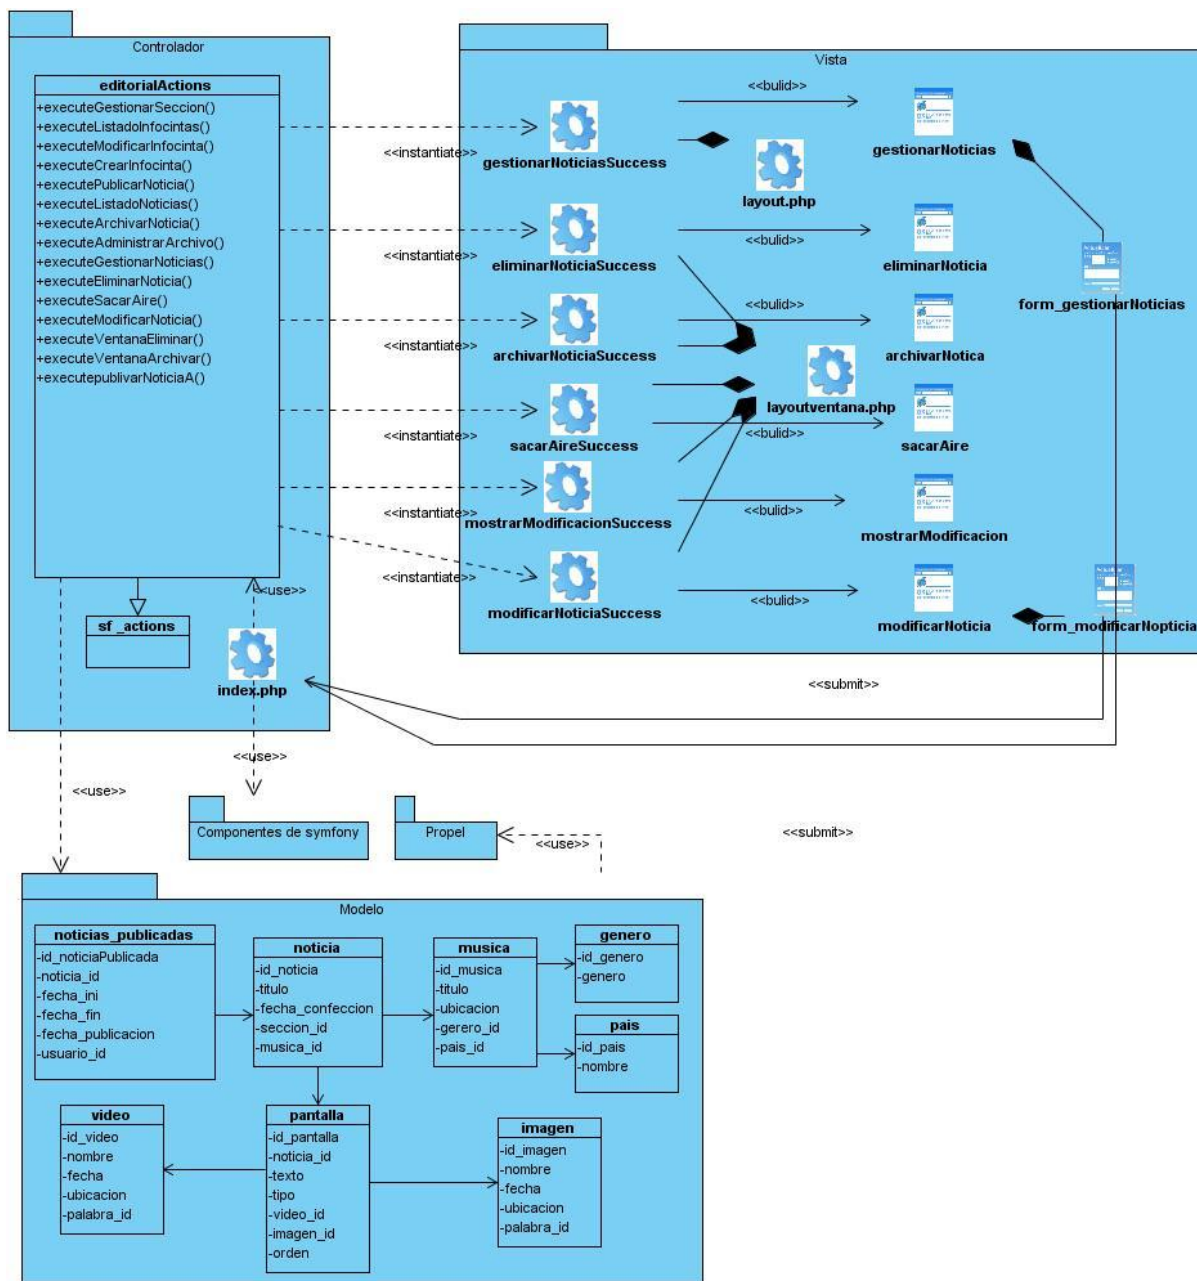 Controlador
editorialActions
+executeGestionarSeccion()
+executeListadoInfocintas()
+executeModificarInfocinta()
+executeCrearInfocinta()
+executePublicarNoticia()
+executeListadoNoticias()
+executeArchivarNoticia()
+executeAdministrarArchivo()
+executeGestionarNoticias()
+executeEliminarNoticia()
+executeSacarAire()
+executeModificarNoticia()
+executeVentanaEliminar()
+executeVentanaArchivar()
+executepublivarNoticiaA()
sf _actions
<<use>>
index.php
<<instantiate>>
<<instantiate>>
<<instantiate>>
<<instantiate>>
<<instantiate>>
<<instantiate>>
Vista
gestionarNoticiasSuccess
<<bulid>>
gestionarNoticias
layout.php
eliminarNoticiaSuccess
<<bulid>>
eliminarNoticia
form_gestionarNoticias
archivarNoticiaSuccess
<<bulid>>
archivarNotica
layoutventana.php
sacarAireSuccess
<<bulid>>
sacarAire
mostrarModificacionSuccess
<<bulid>>
mostrarModificacion
modificarNoticiaSuccess
<<bulid>>
modificarNoticia
form_modificarNopticia
<<submit>>
<<use>>
<<use>>
Componentes de symfony
Propel
<<use>>
<<submit>>
Modelo
noticias_publicadas
-id_noticiaPublicada
-noticia_id
-fecha_ini
-fecha_fin
-fecha_publicacion
-usuario_id
noticia
-id_noticia
-titulo
-fecha_confeccion
-seccion_id
-musica_id
musica
-id_musica
-titulo
-ubicacion
-gerero_id
-pais_id
genero
-id_genero
-genero
pais
-id_pais
-nombre
video
-id_video
-nombre
-fecha
-ubicacion
-palabra_id
pantalla
-id_pantalla
-noticia_id
-texto
-tipo
-video_id
-imagen_id
-orden
imagen
-id_imagen
-nombre
-fecha
-ubicacion
-palabra_id